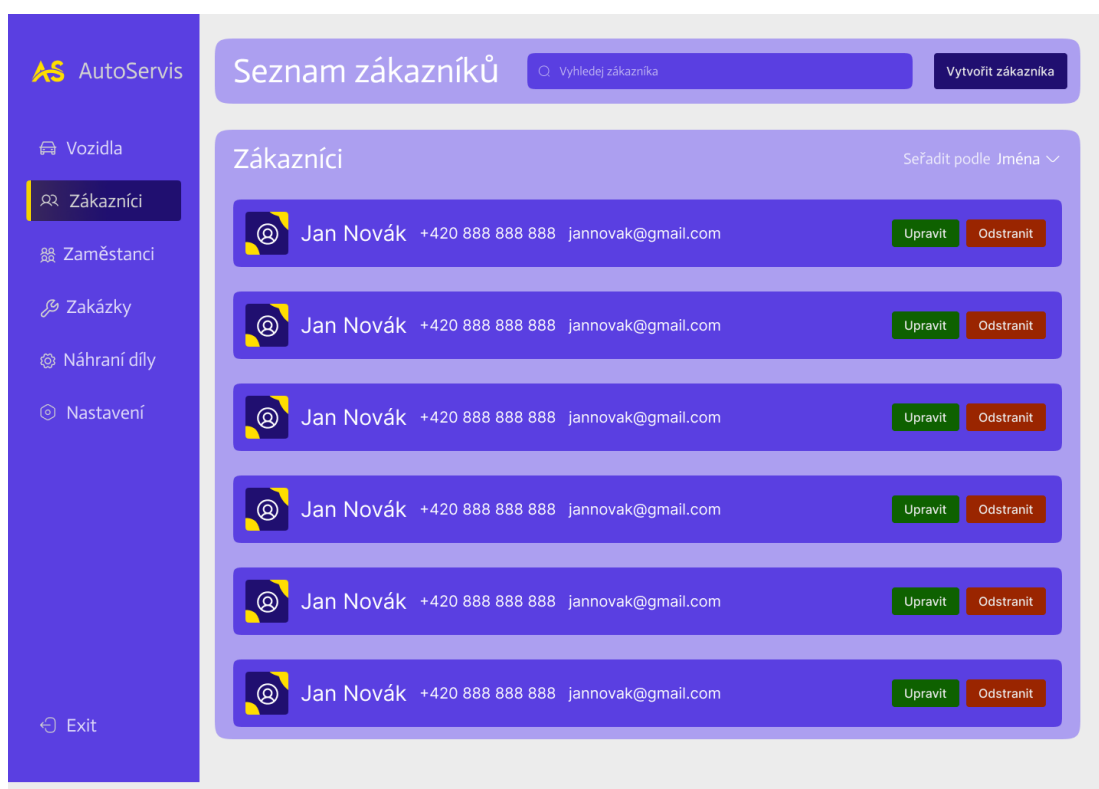 AS AutoServis
Vozidla
Zákazníci
Zaměstanci
Zakázky
Náhraní díly
Nastavení
Exit
Seznam zákazníků
Vyhledej zákazníka
Vytvořit zákazníka
Zákazníci
Seřadit podle Jména
Jan Novák +420 888 888 888 jannovak@gmail.com Upravit Odstranit
Jan Novák +420 888 888 888 jannovak@gmail.com Upravit Odstranit
Jan Novák +420 888 888 888 jannovak@gmail.com Upravit Odstranit
Jan Novák +420 888 888 888 jannovak@gmail.com Upravit Odstranit
Jan Novák +420 888 888 888 jannovak@gmail.com Upravit Odstranit
Jan Novák +420 888 888 888 jannovak@gmail.com Upravit Odstranit